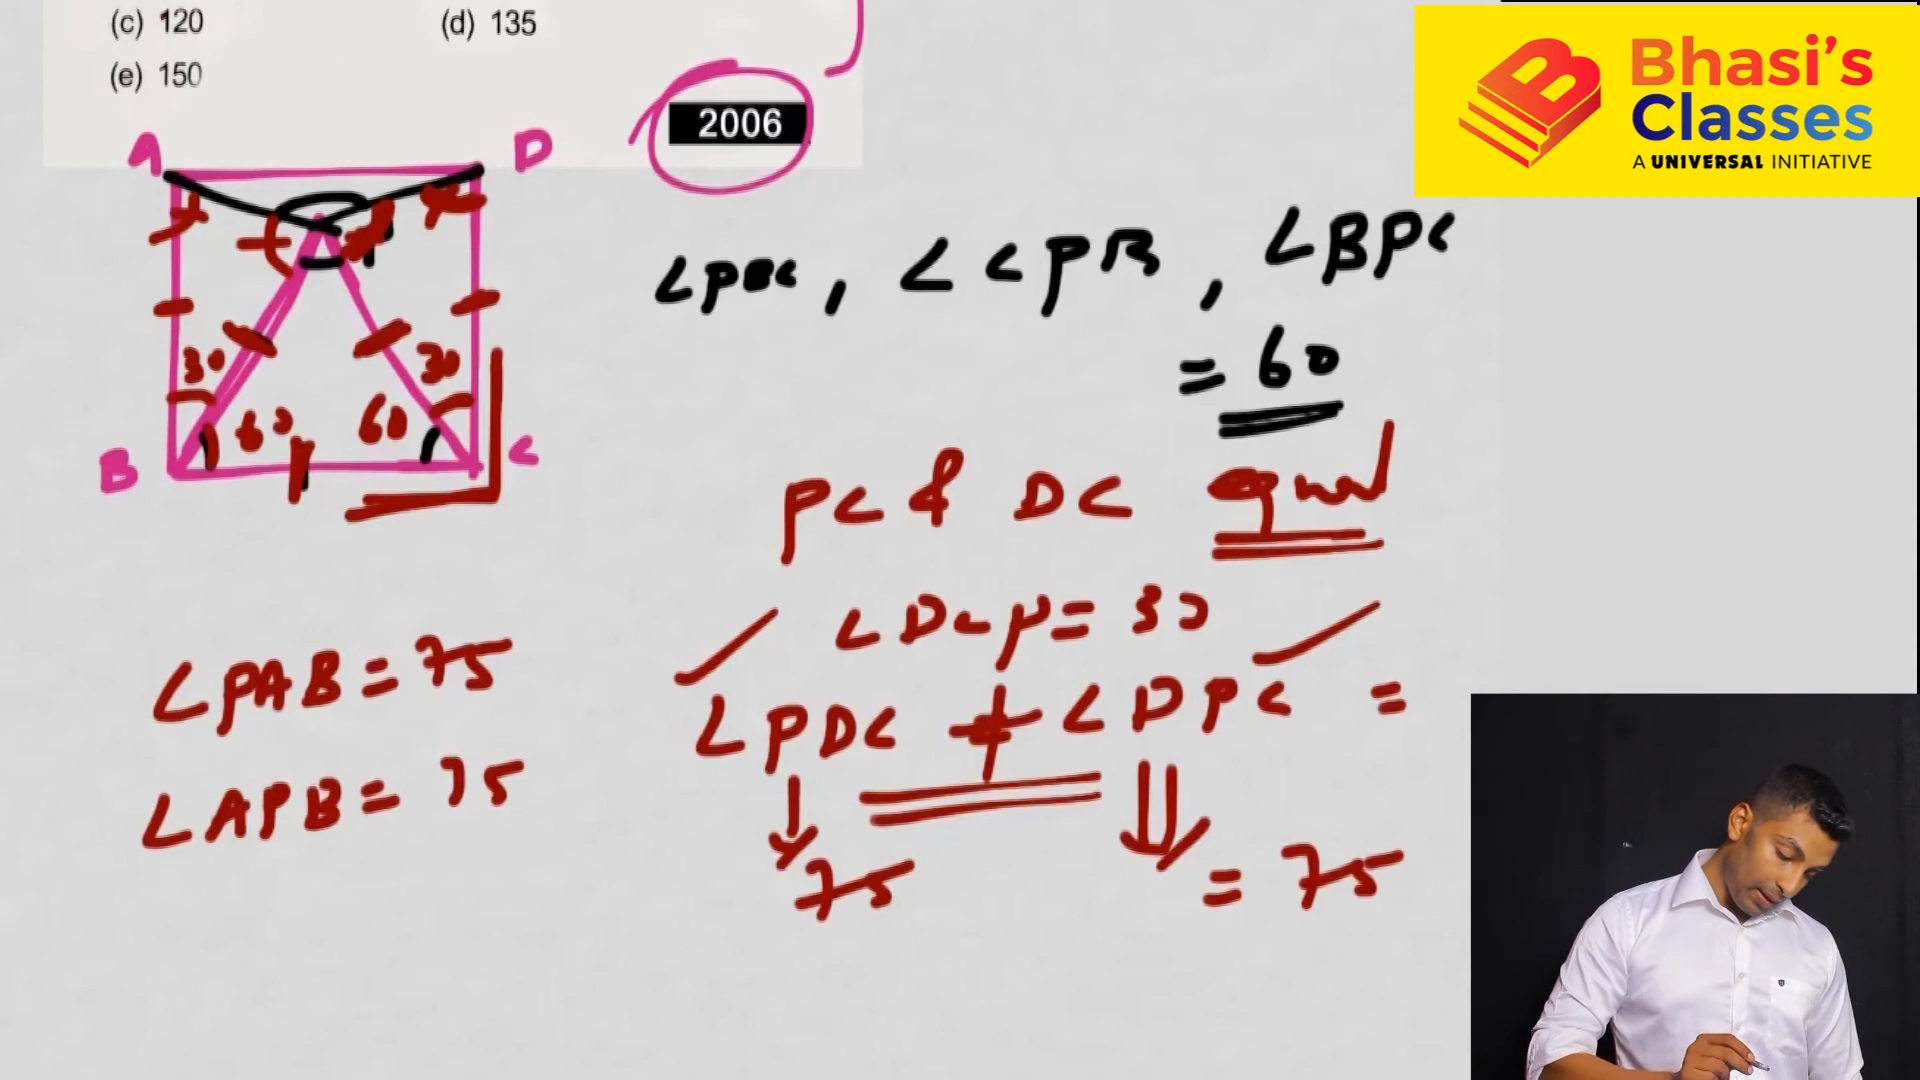 (c) 120 (d) 135
(e) 150
2006
Bhasi's
Classes
A UNIVERSAL INITIATIVE
A D
30 30
60 60
B C
∠PBC, ∠CPB, ∠BPC
= 60
PC & DC equal
∠DCP = 30
∠PDC + ∠DPC =
75 = 75
∠PAB = 75
∠APB = 75